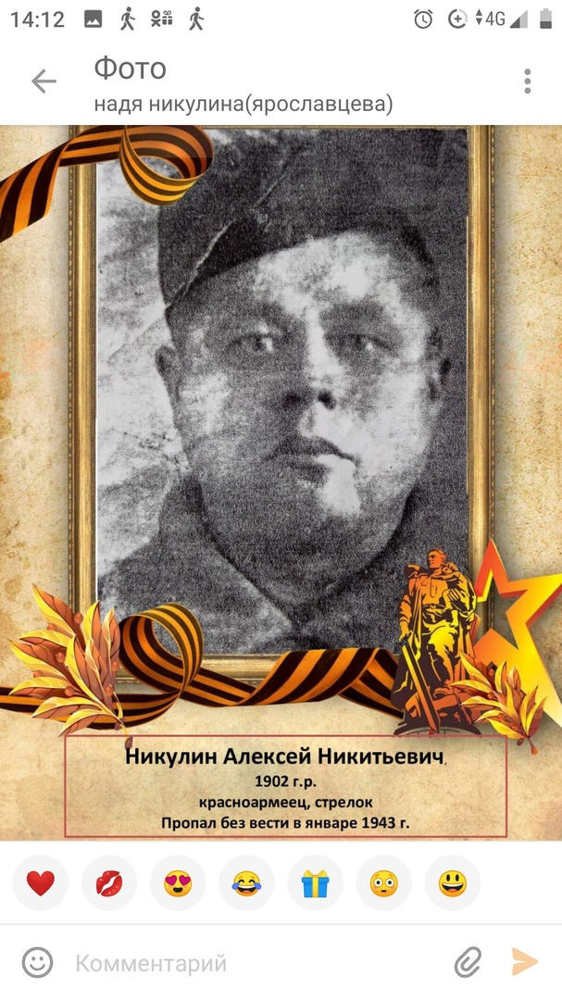 14:12 4G
Фото
надя никулина(ярославцева)
Никулин Алексей Никитьевич,
1902 г.р.
красноармеец, стрелок
Пропал без вести в январе 1943 г.
Комментарий